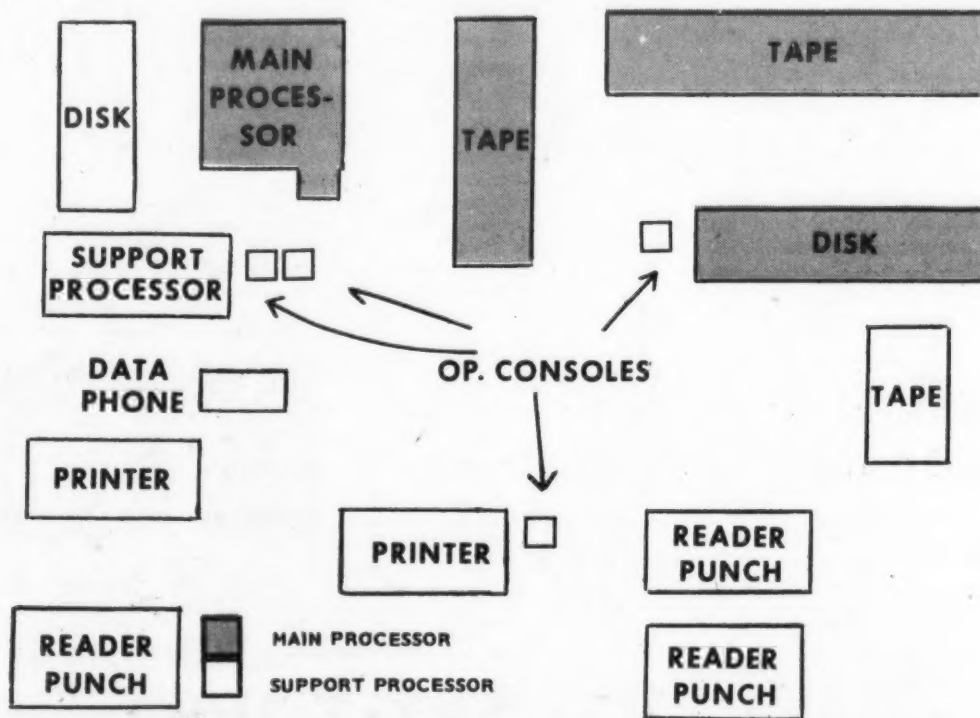 DISK
MAIN
PROCES-
SOR
TAPE
TAPE
SUPPORT
PROCESSOR
DISK
DATA
PHONE
OP. CONSOLES
TAPE
PRINTER
PRINTER
READER
PUNCH
READER
PUNCH
MAIN PROCESSOR
SUPPORT PROCESSOR
READER
PUNCH